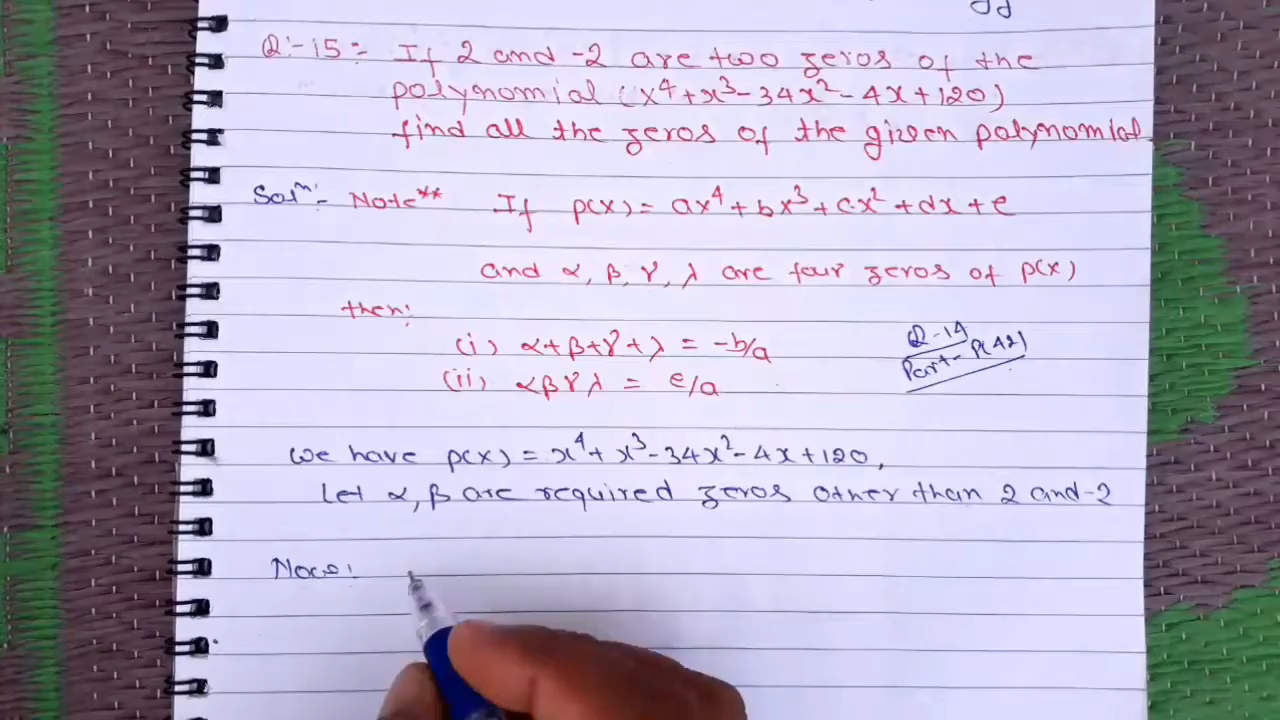 Q:-15:- If 2 and -2 are two zeros of the
polynomial (x⁴+x³-34x²-4x+120)
find all the zeros of the given polynomial
Solⁿ:- Note** If p(x) = ax⁴+bx³+cx²+dx+e
and α, β, γ, λ are four zeros of p(x)
then:
(i) α+β+γ+λ = -b/a
(ii) αβγλ = e/a
Q-14
Part-P(42)
we have p(x) = x⁴+x³-34x²-4x+120,
Let α, β are required zeros other than 2 and -2
Now: